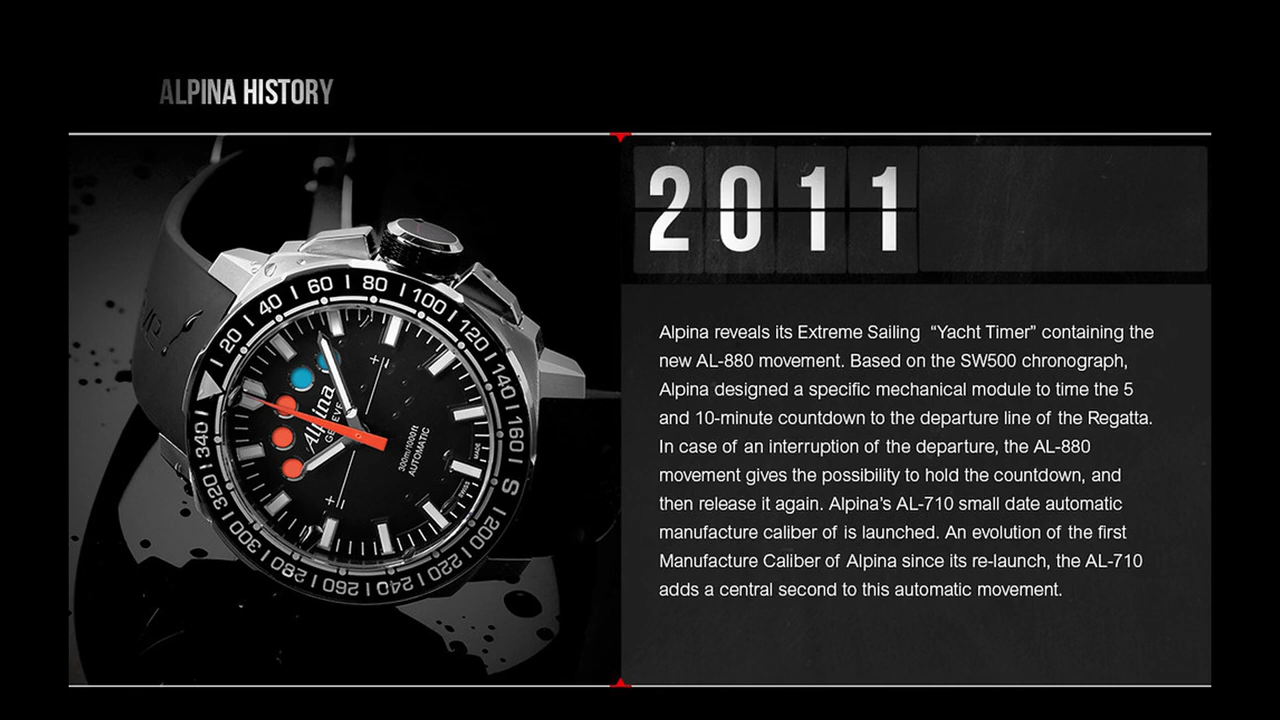 ALPINA HISTORY
2011
Alpina reveals its Extreme Sailing “Yacht Timer” containing the
new AL-880 movement. Based on the SW500 chronograph,
Alpina designed a specific mechanical module to time the 5
and 10-minute countdown to the departure line of the Regatta.
In case of an interruption of the departure, the AL-880
movement gives the possibility to hold the countdown, and
then release it again. Alpina’s AL-710 small date automatic
manufacture caliber of is launched. An evolution of the first
Manufacture Caliber of Alpina since its re-launch, the AL-710
adds a central second to this automatic movement.
20 40 60 80 100 120 140 160 S 200 220 240 260 280 300 320 340
Alpina
GENEVE
300m/1000ft
AUTOMATIC
SWISS MADE